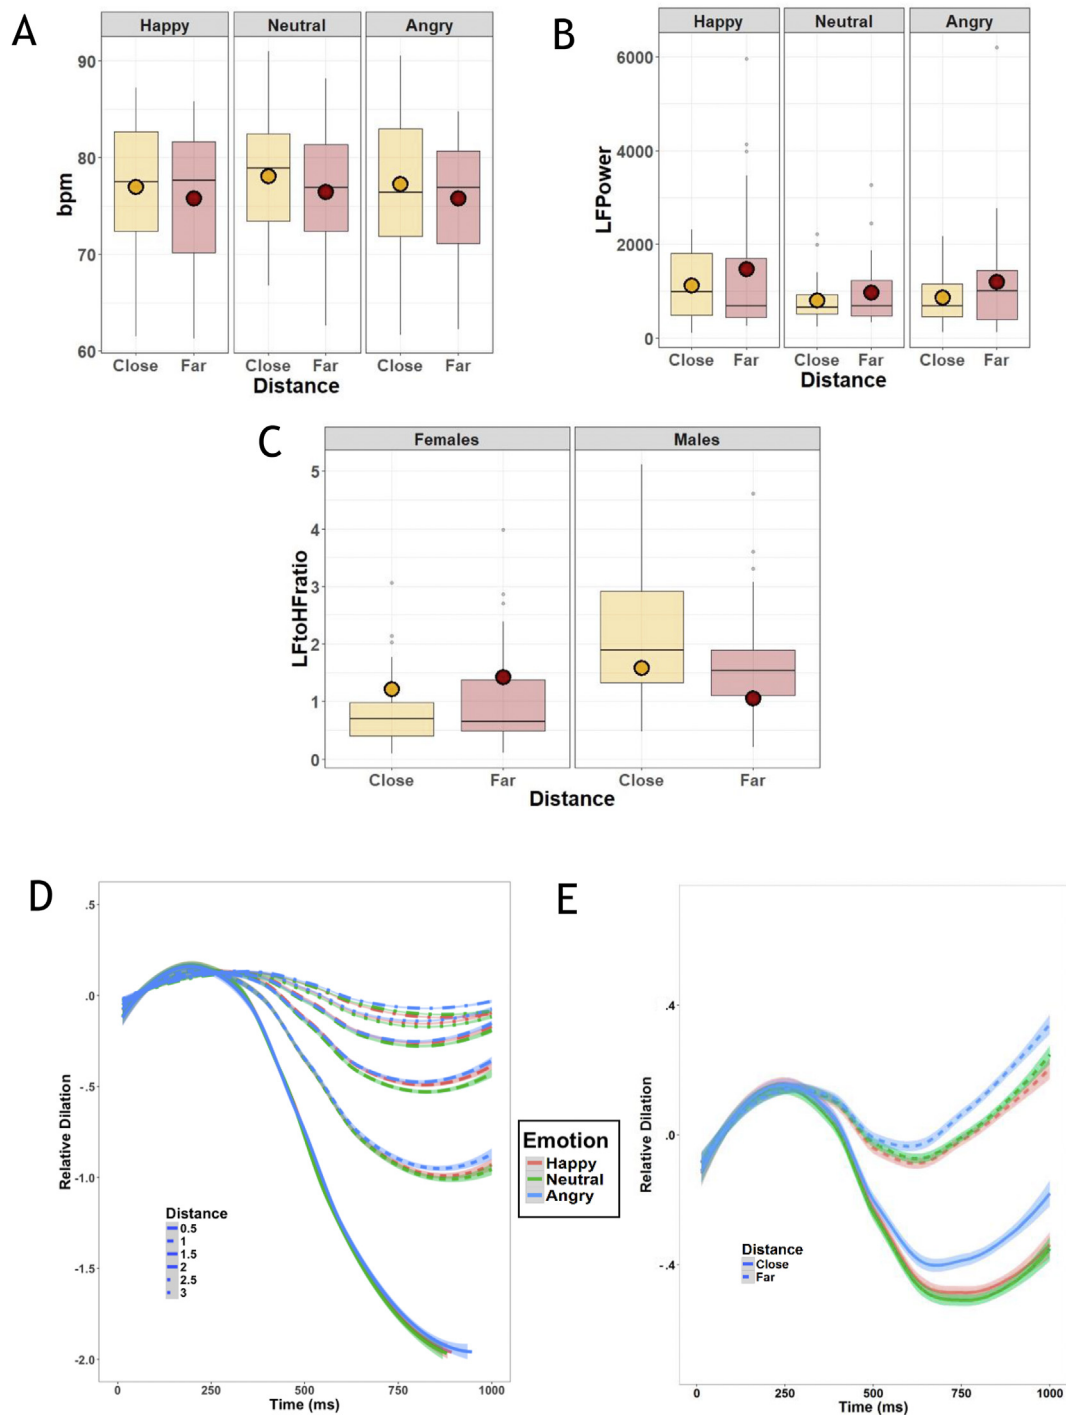 A
Happy Neutral Angry
90
80
70
60
bpm
Close Far Close Far Close Far
Distance
B
Happy Neutral Angry
6000
4000
2000
0
LFPower
Close Far Close Far Close Far
Distance
C
Females Males
5
4
3
2
1
0
LFtoHFratio
Close Far Close Far
Distance
D
.5
.0
-.5
-1.0
-1.5
-2.0
Relative Dilation
Distance
0.5
1
1.5
2
2.5
3
0 250 500 750 1000
Time (ms)
Emotion
Happy
Neutral
Angry
E
.4
.0
-.4
Relative Dilation
Distance
Close
Far
0 250 500 750 1000
Time (ms)